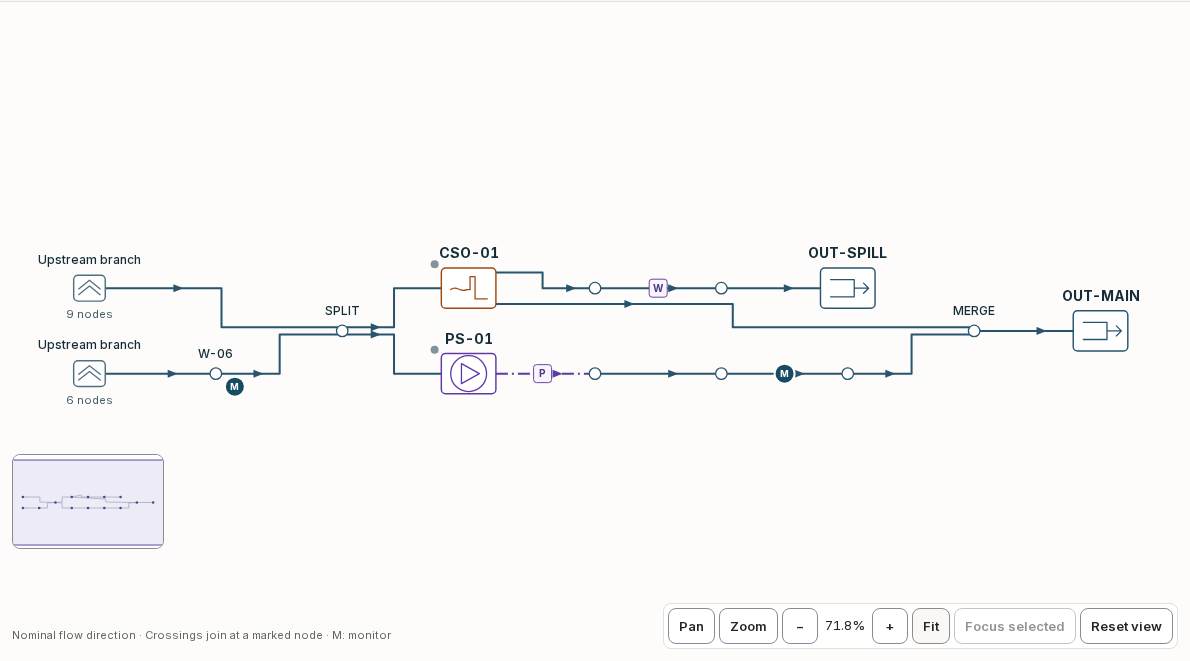 CSO-01
OUT-SPILL
Upstream branch
W
9 nodes
OUT-MAIN
SPLIT
MERGE
PS-01
Upstream branch
W-06
P
M
M
6 nodes
Nominal flow direction · Crossings join at a marked node · M: monitor
Pan Zoom − 71.8% + Fit Focus selected Reset view